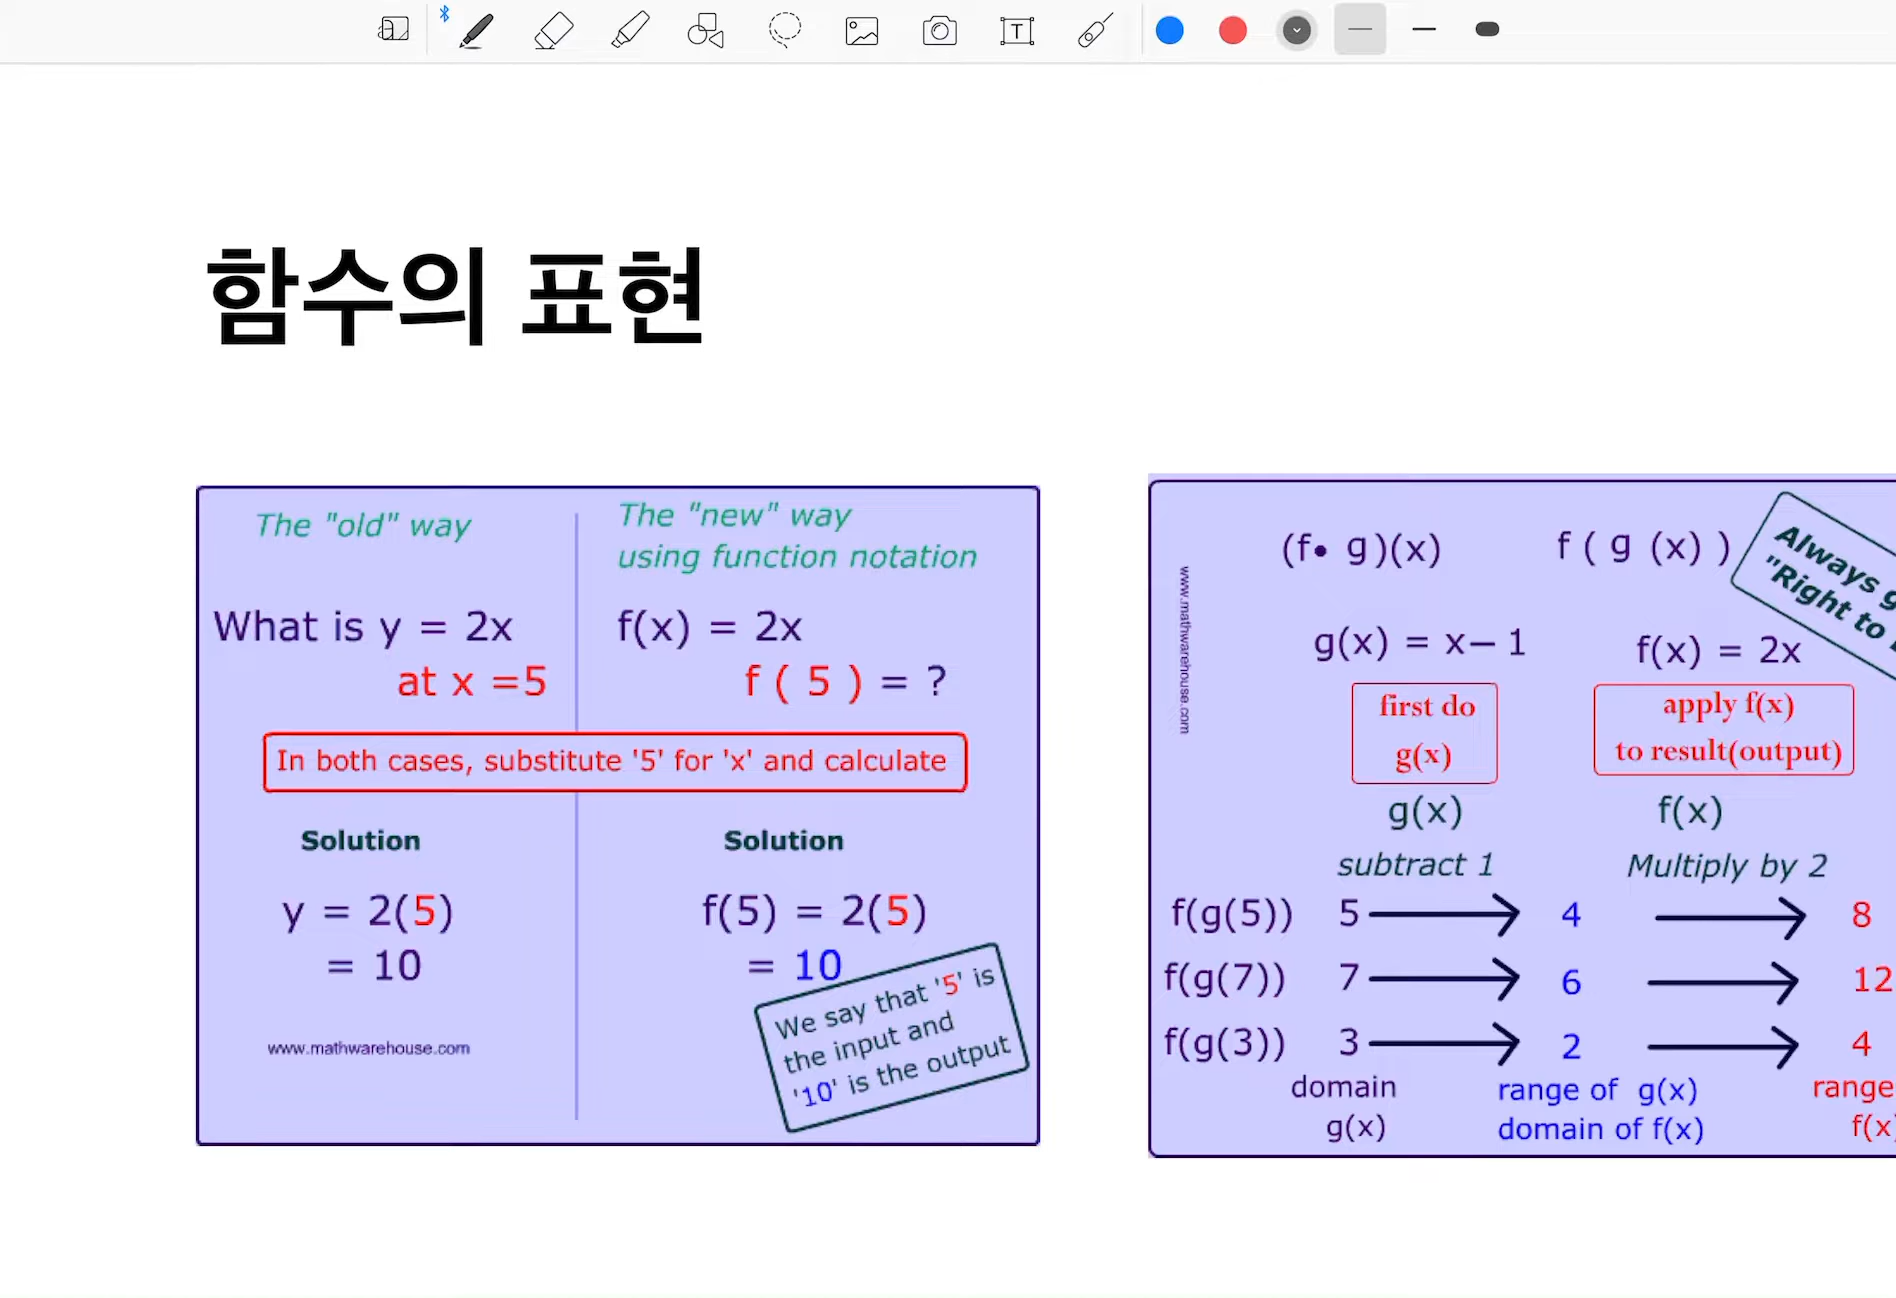 함수의 표현
The "old" way
What is y = 2x
at x =5
The "new" way
using function notation
f(x) = 2x
f ( 5 ) = ?
In both cases, substitute '5' for 'x' and calculate
Solution
y = 2(5)
= 10
www.mathwarehouse.com
Solution
f(5) = 2(5)
= 10
We say that '5' is
the input and
'10' is the output
www.mathwarehouse.com
(f• g)(x)
f ( g (x) )
Always
"Right to
g(x) = x– 1
f(x) = 2x
first do
g(x)
apply f(x)
to result(output)
g(x)
f(x)
subtract 1
Multiply by 2
f(g(5)) 5 4 8
f(g(7)) 7 6 12
f(g(3)) 3 2 4
domain
g(x)
range of g(x)
domain of f(x)
range
f(x)